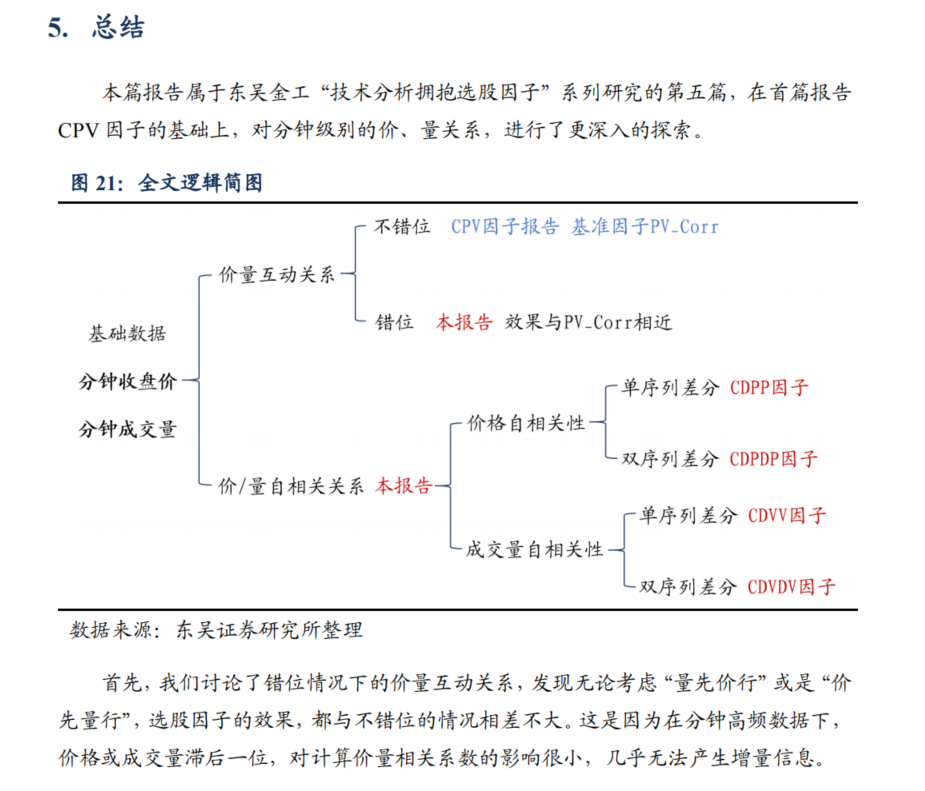 5. 总结
本篇报告属于东吴金工“技术分析拥抱选股因子”系列研究的第五篇，在首篇报告
CPV 因子的基础上，对分钟级别的价、量关系，进行了更深入的探索。
图 21：全文逻辑简图
不错位 CPV因子报告 基准因子PV_Corr
价量互动关系
错位 本报告 效果与PV_Corr相近
基础数据
分钟收盘价
分钟成交量
单序列差分 CDPP因子
价格自相关性
双序列差分 CDPDP因子
价/量自相关关系 本报告
单序列差分 CDVV因子
成交量自相关性
双序列差分 CDVDV因子
数据来源：东吴证券研究所整理
首先，我们讨论了错位情况下的价量互动关系，发现无论考虑“量先价行”或是“价
先量行”，选股因子的效果，都与不错位的情况相差不大。这是因为在分钟高频数据下，
价格或成交量滞后一位，对计算价量相关系数的影响很小，几乎无法产生增量信息。